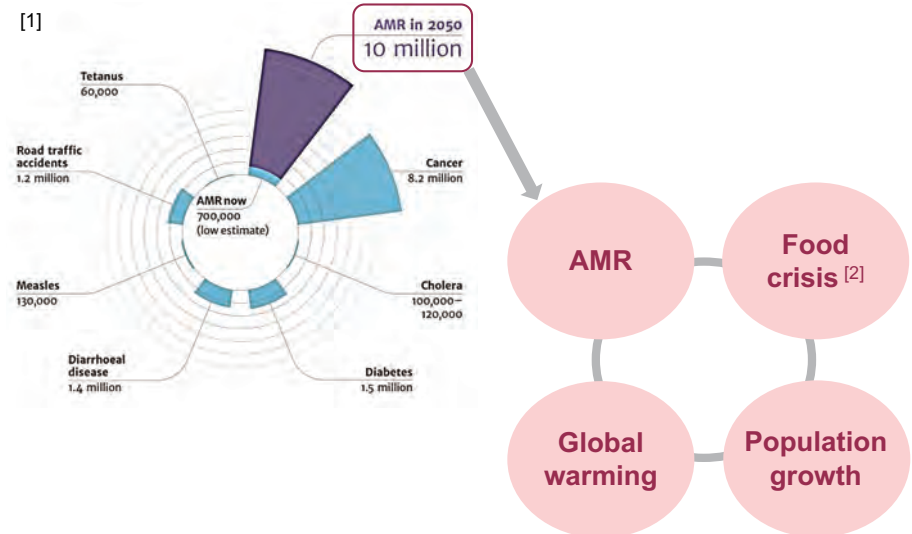 [1]
AMR in 2050
10 million
Tetanus
60,000
Road traffic
accidents
1.2 million
Cancer
8.2 million
AMR now
700,000
(low estimate)
Measles
130,000
Cholera
100,000–
120,000
Diarrhoeal
disease
1.4 million
Diabetes
1.5 million
AMR
Food
crisis [2]
Global
warming
Population
growth